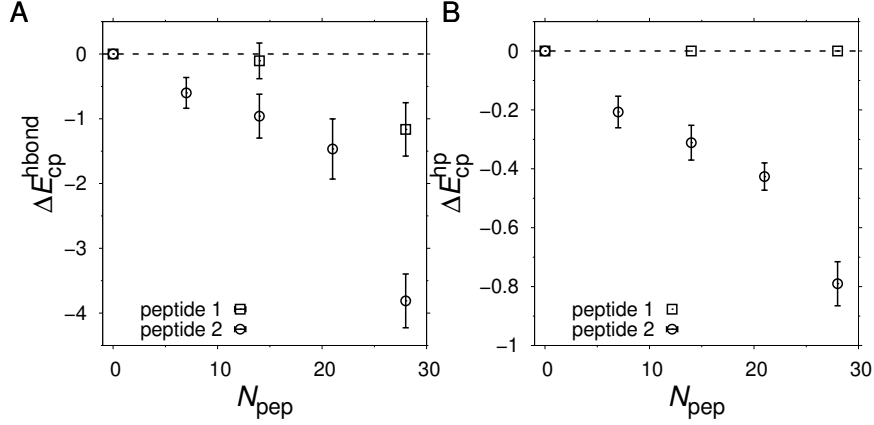 A
0
−1
−2
−3
−4
ΔE_cp^hbond
peptide 1
peptide 2
0 10 20 30
N_pep
B
0
−0.2
−0.4
−0.6
−0.8
−1
ΔE_cp^hp
peptide 1
peptide 2
0 10 20 30
N_pep